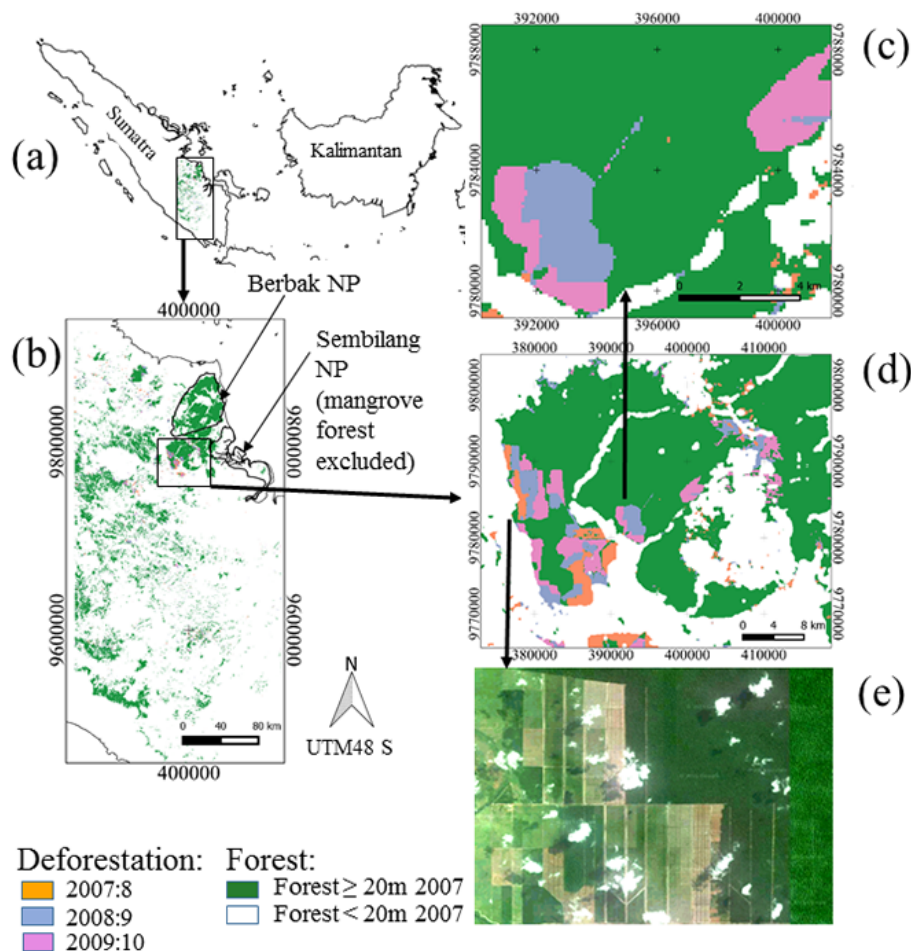 (a)
Sumatra
Kalimantan
400000
Berbak NP
Sembilang
NP
(mangrove
forest
excluded)
(b)
9800000
9800000
9600000
9600000
0 40 80 km
400000
N
UTM48 S
392000 396000 400000
(c)
9788000
9788000
9784000
9784000
9780000
9780000
0 2 4 km
392000 396000 400000
380000 390000 400000 410000
(d)
9800000
9800000
9790000
9790000
9780000
9780000
9770000
9770000
0 4 8 km
380000 390000 400000 410000
(e)
Deforestation: Forest:
2007:8 Forest ≥ 20m 2007
2008:9 Forest < 20m 2007
2009:10